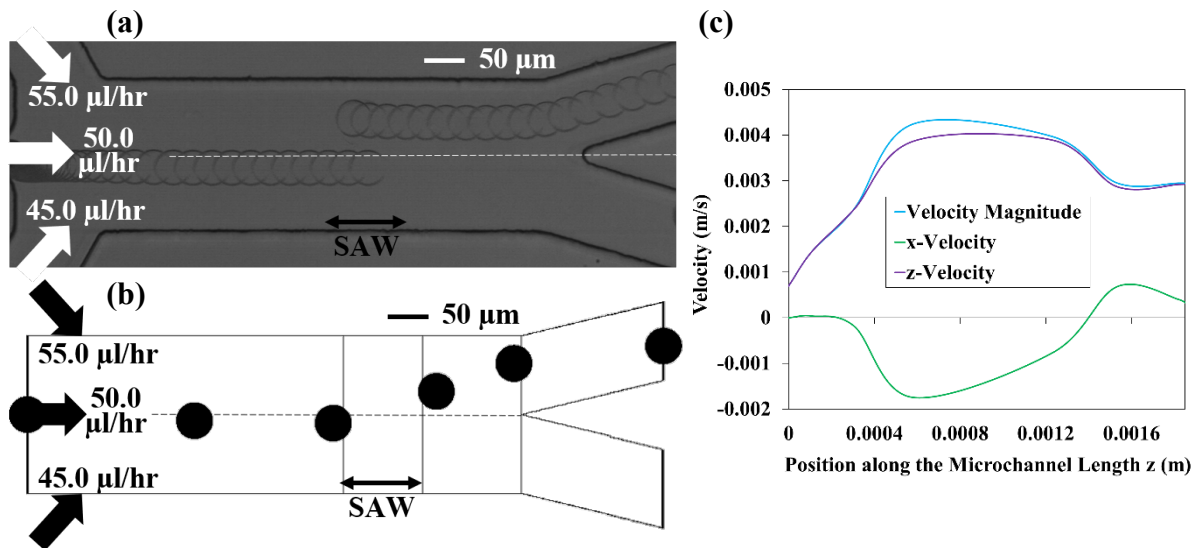 (a)
50 µm
55.0 µl/hr
50.0
µl/hr
45.0 µl/hr
SAW
(b)
50 µm
55.0 µl/hr
50.0
µl/hr
45.0 µl/hr
SAW
(c)
Velocity (m/s)
0.005
0.004
0.003
0.002
0.001
0
-0.001
-0.002
Velocity Magnitude
x-Velocity
z-Velocity
0 0.0004 0.0008 0.0012 0.0016
Position along the Microchannel Length z (m)